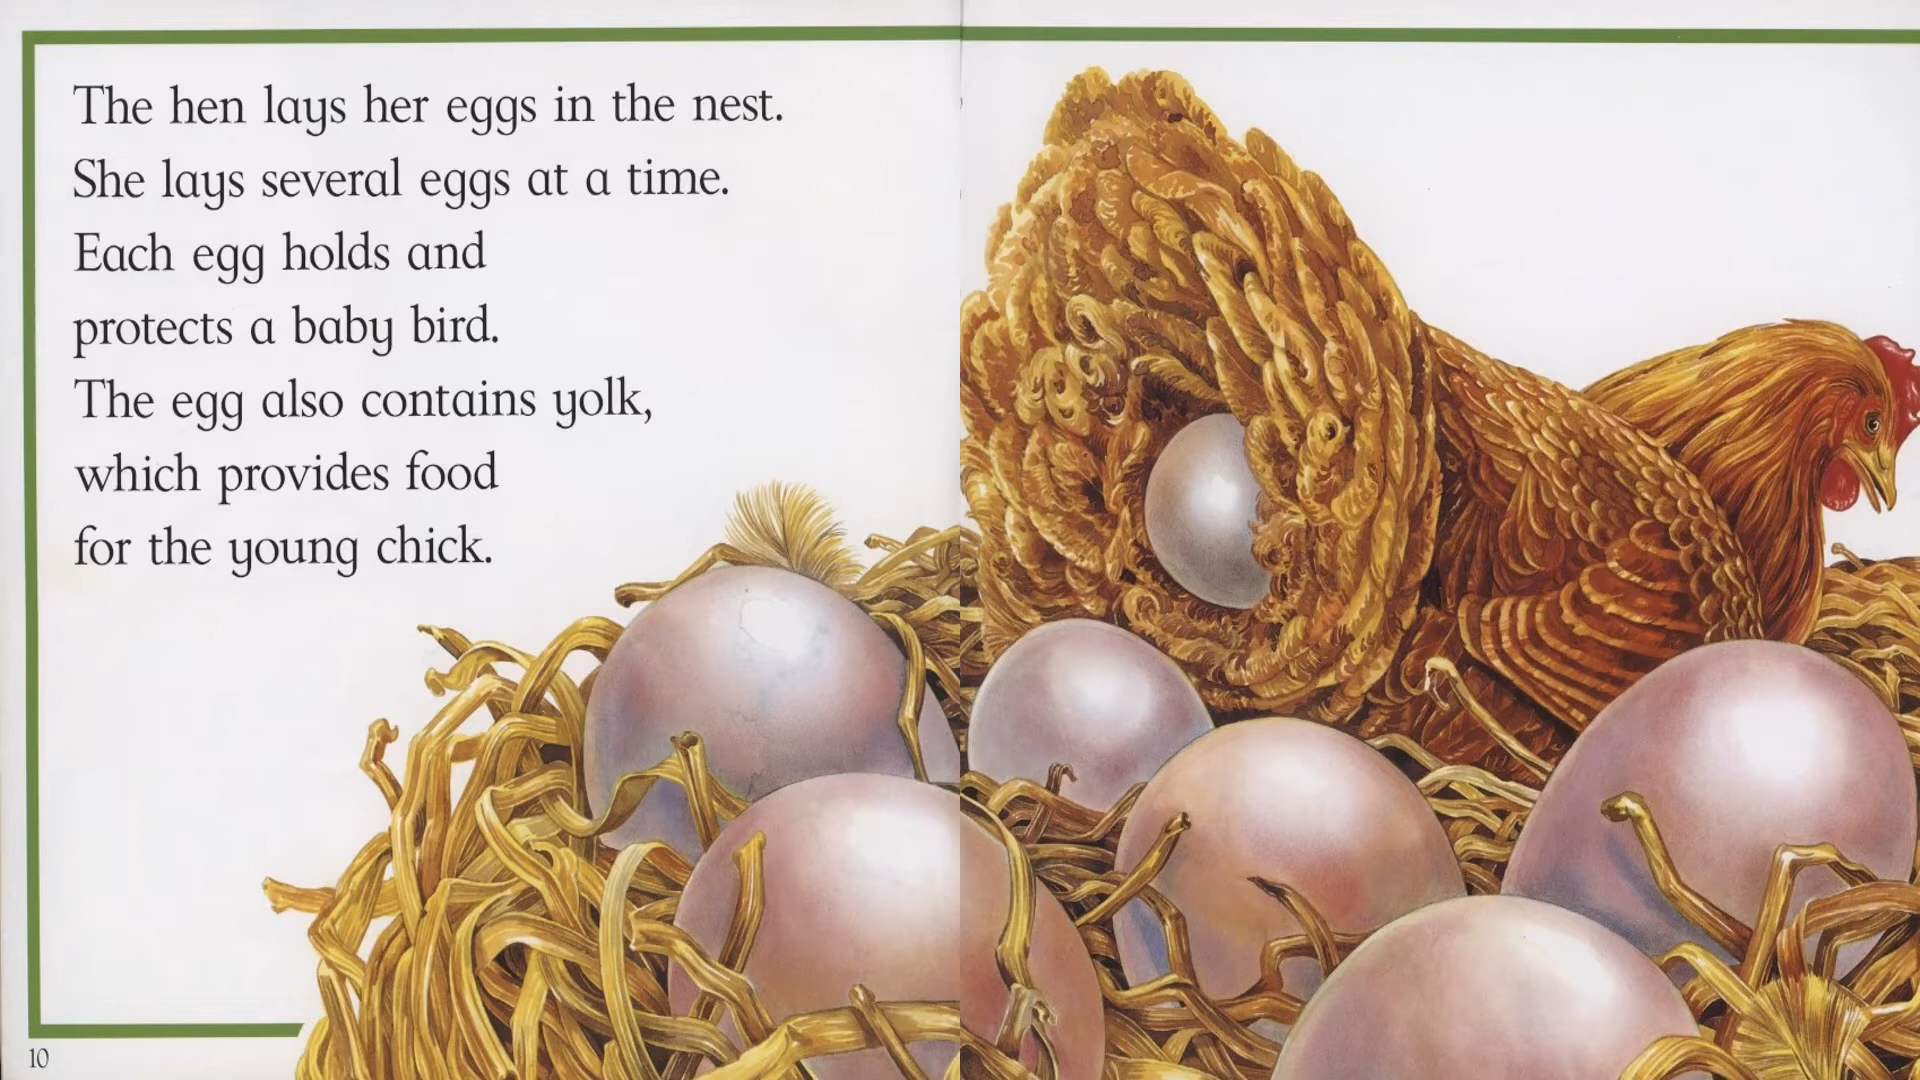 The hen lays her eggs in the nest.
She lays several eggs at a time.
Each egg holds and
protects a baby bird.
The egg also contains yolk,
which provides food
for the young chick.
10